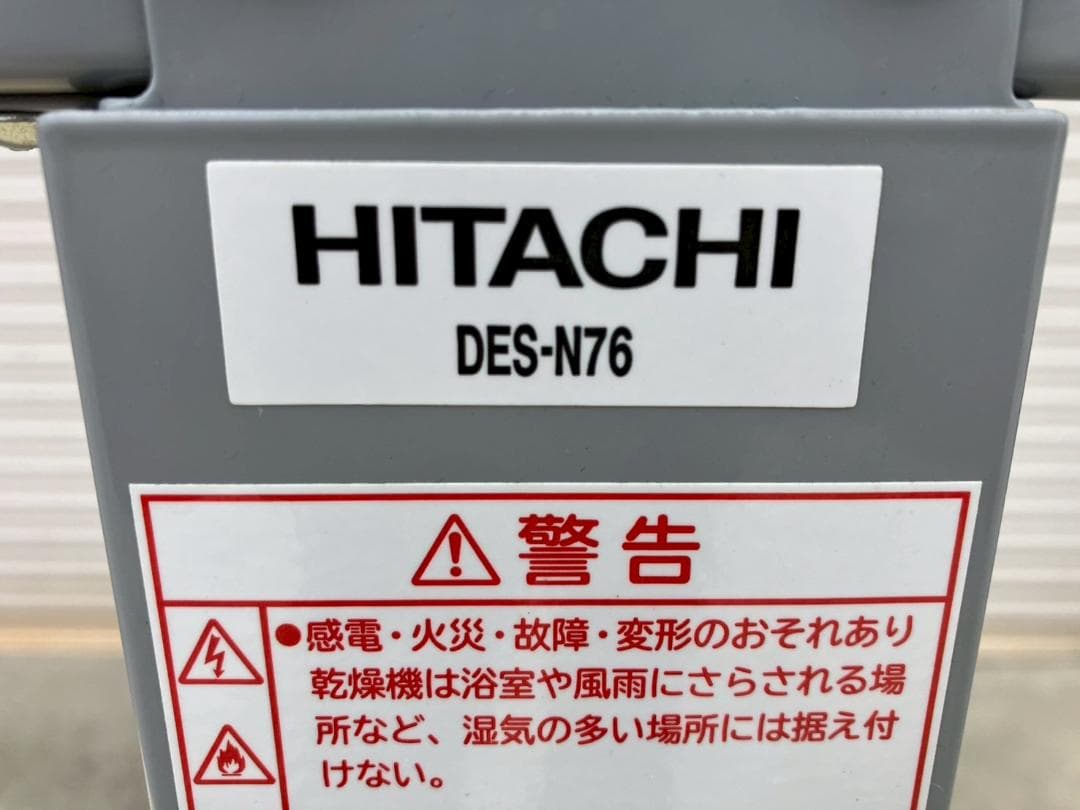 HITACHI
DES-N76
警告
●感電・火災・故障・変形のおそれあり
乾燥機は浴室や風雨にさらされる場
所など、湿気の多い場所には据え付
けない。